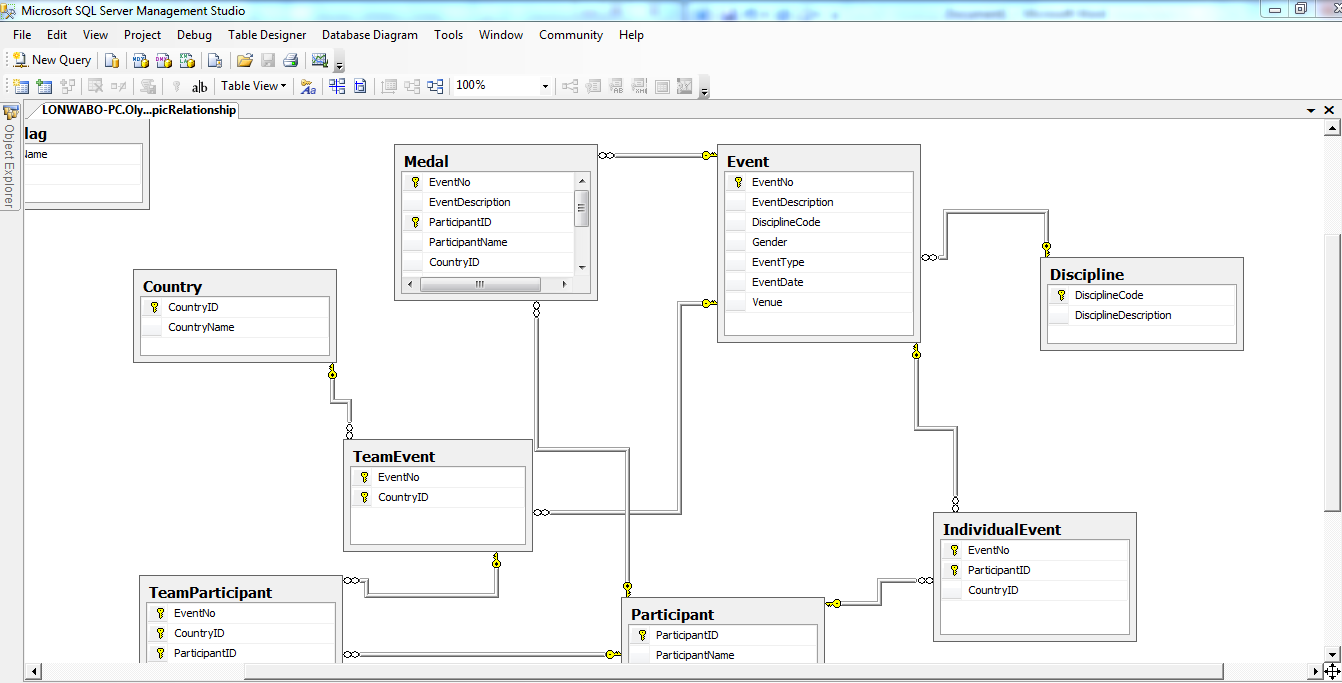 Microsoft SQL Server Management Studio
File Edit View Project Debug Table Designer Database Diagram Tools Window Community Help
New Query
ab Table View 100%
LONWABO-PC.Oly...picRelationship
Object Explorer
lag
Name
Medal
EventNo
EventDescription
ParticipantID
ParticipantName
CountryID
Event
EventNo
EventDescription
DisciplineCode
Gender
EventType
EventDate
Venue
Discipline
DisciplineCode
DisciplineDescription
Country
CountryID
CountryName
TeamEvent
EventNo
CountryID
IndividualEvent
EventNo
ParticipantID
CountryID
TeamParticipant
EventNo
CountryID
ParticipantID
Participant
ParticipantID
ParticipantName